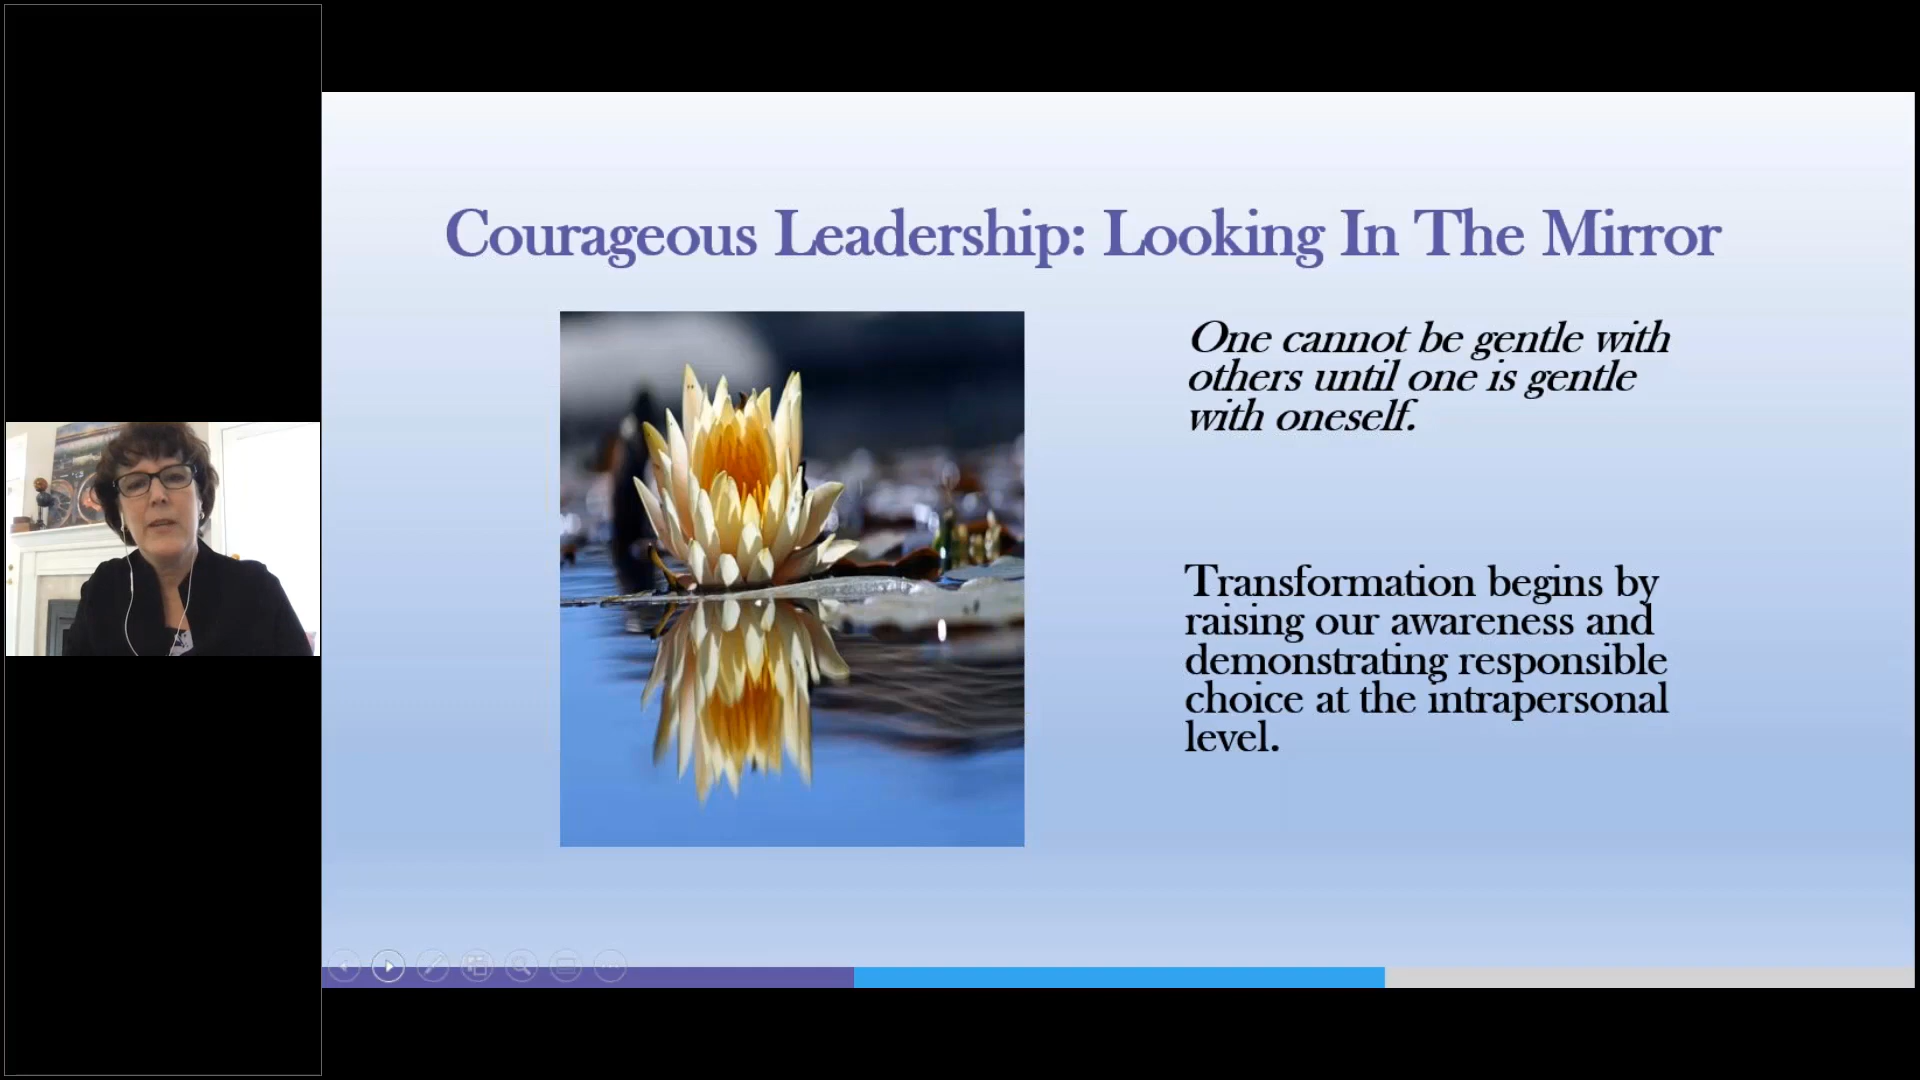 Courageous Leadership: Looking In The Mirror
One cannot be gentle with
others until one is gentle
with oneself.
Transformation begins by
raising our awareness and
demonstrating responsible
choice at the intrapersonal
level.